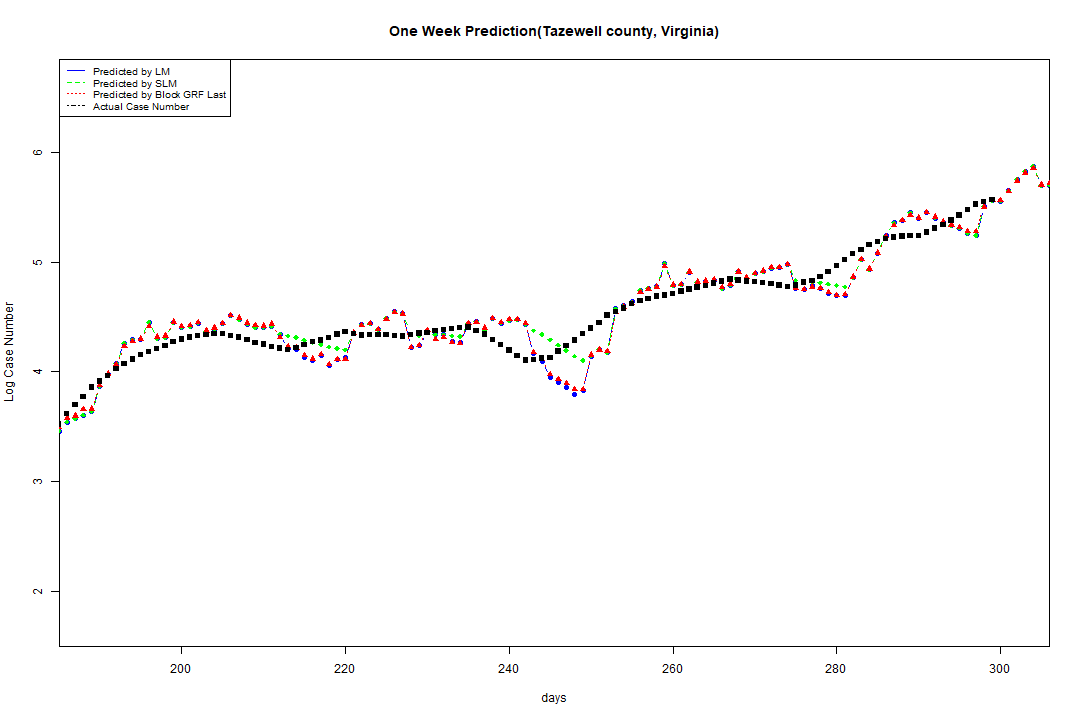 One Week Prediction(Tazewell county, Virginia)
Predicted by LM
Predicted by SLM
Predicted by Block GRF Last
Actual Case Number
6
5
4
3
2
Log Case Number
200 220 240 260 280 300
days